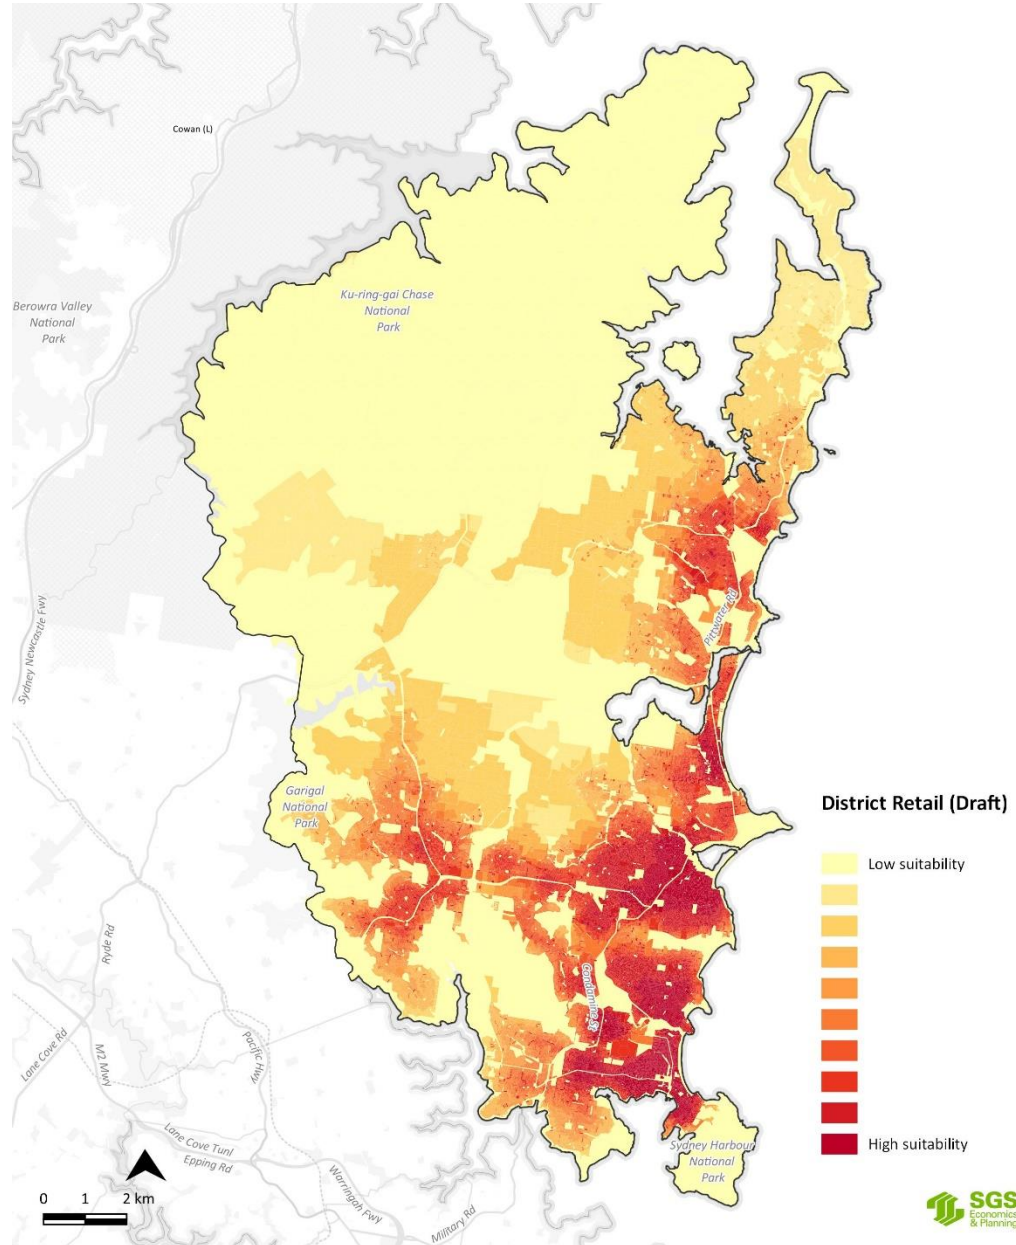 Cowan (L)
Ku-ring-gai Chase
National
Park
Berowra Valley
National
Park
Pittwater Rd
Sydney Newcastle Fwy
Garigal
National
Park
District Retail (Draft)
Low suitability
Ryde Rd
Condamine St
Lane Cove Rd
M2 Mwy
Pacific Hwy
Lane Cove Tunl
Epping Rd
Warringah Fwy
Military Rd
Sydney Harbour
National
Park
High suitability
0 1 2 km
SGS
Economics
& Planning